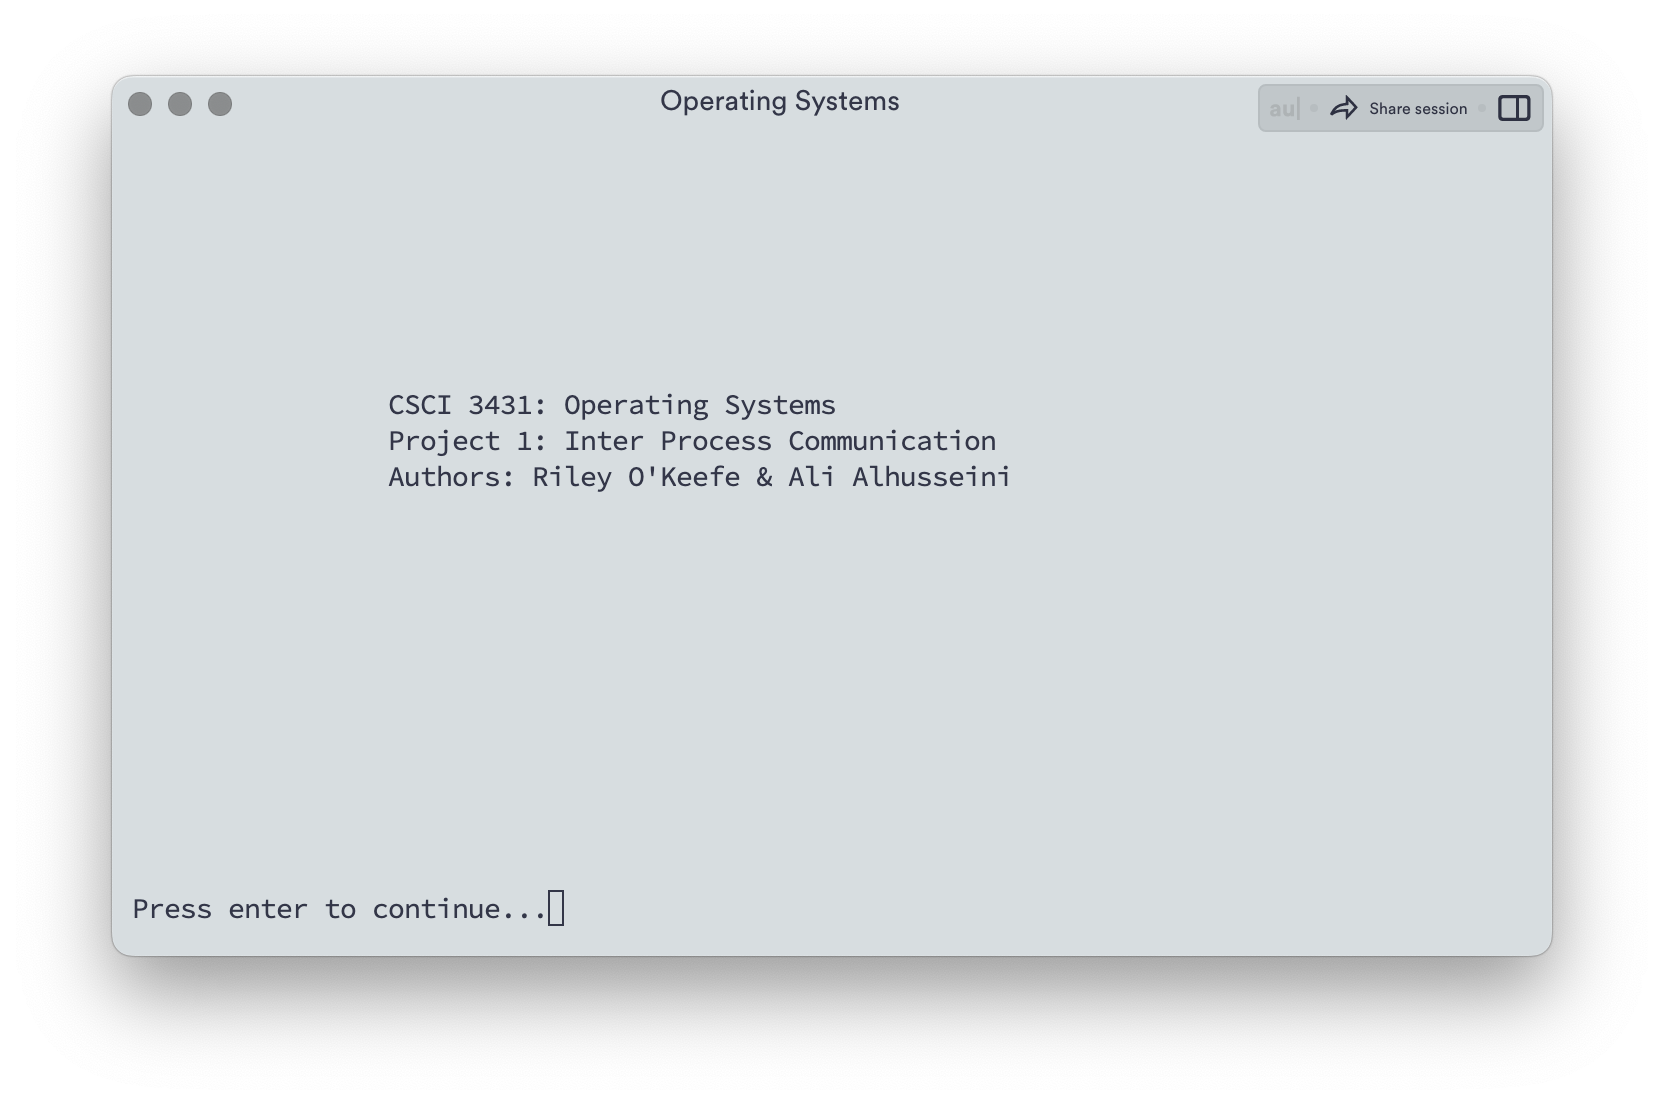 Operating Systems
au| Share session
CSCI 3431: Operating Systems
Project 1: Inter Process Communication
Authors: Riley O'Keefe & Ali Alhusseini
Press enter to continue...